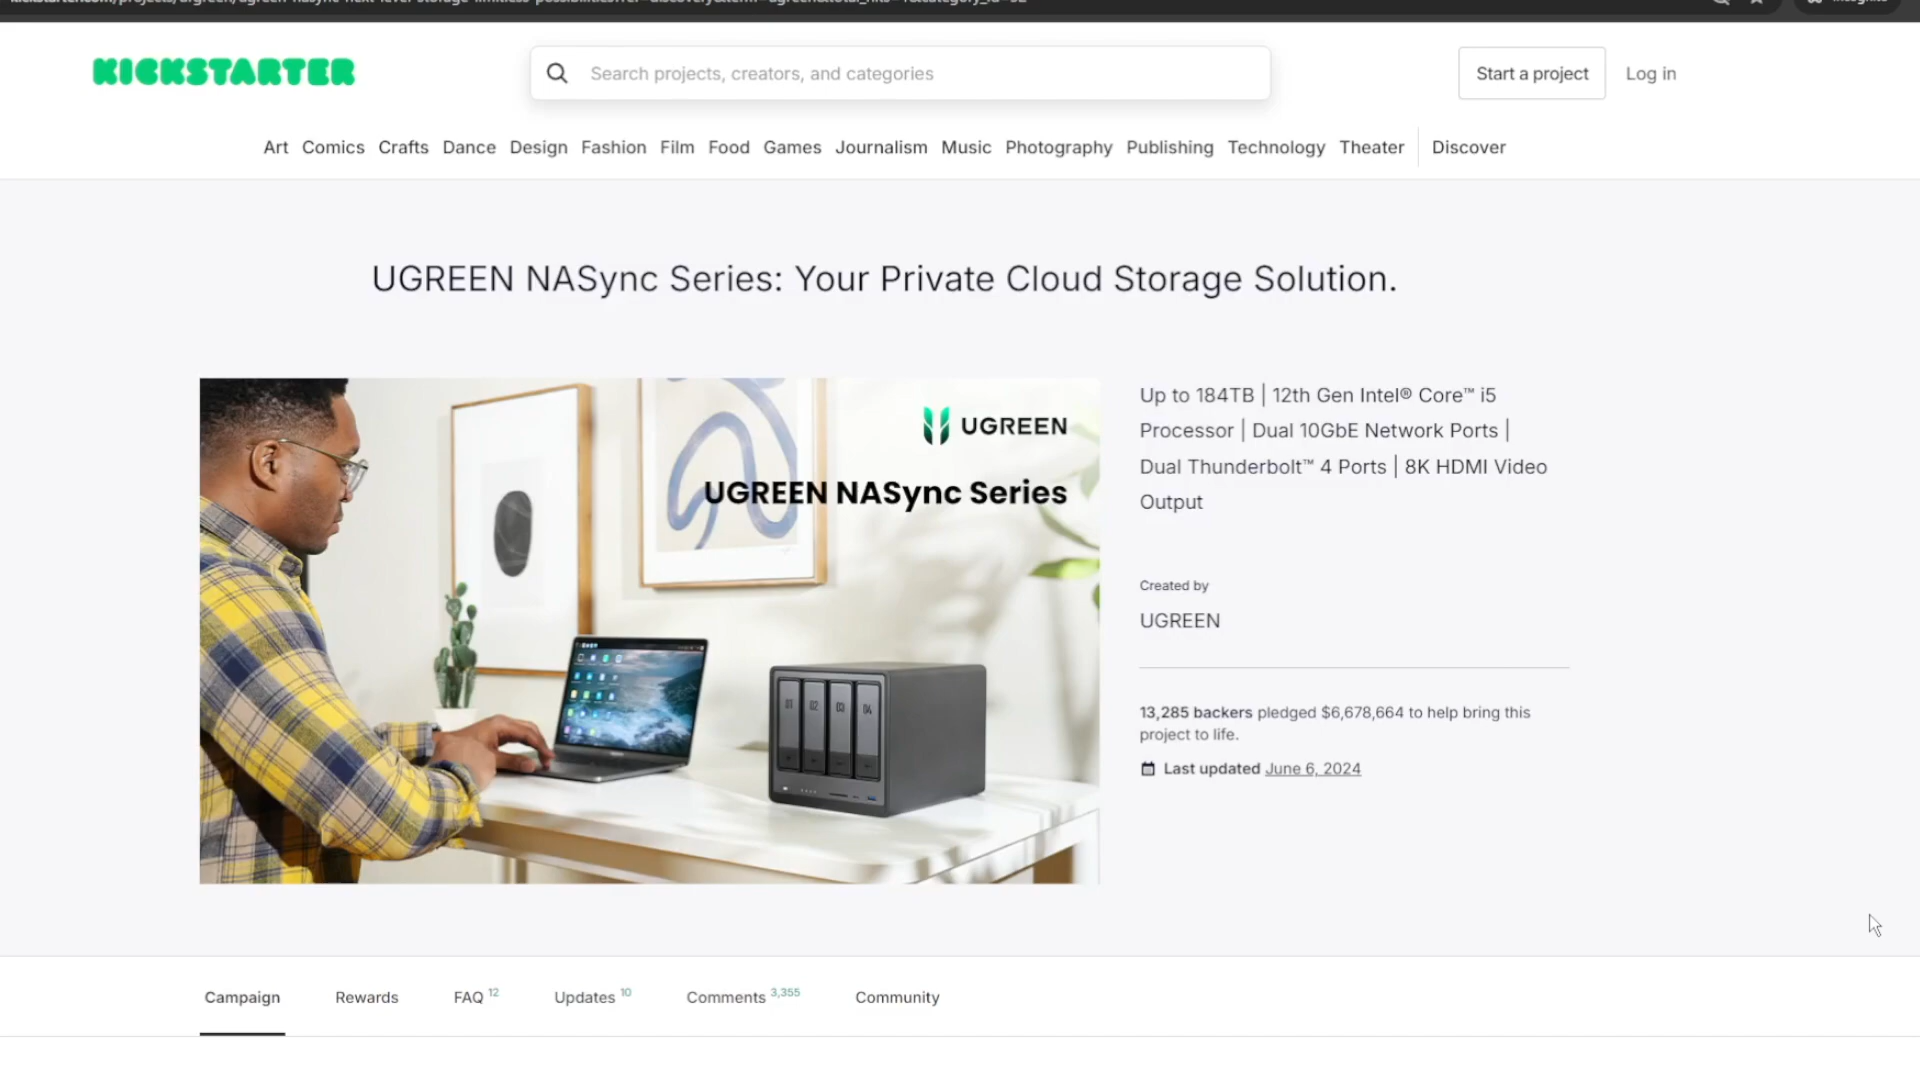 KICKSTARTER
Search projects, creators, and categories
Start a project
Log in
Art Comics Crafts Dance Design Fashion Film Food Games Journalism Music Photography Publishing Technology Theater Discover
UGREEN NASync Series: Your Private Cloud Storage Solution.
UGREEN
UGREEN NASync Series
01 02 03 04
Up to 184TB | 12th Gen Intel® Core™ i5
Processor | Dual 10GbE Network Ports |
Dual Thunderbolt™ 4 Ports | 8K HDMI Video
Output
Created by
UGREEN
13,285 backers pledged $6,678,664 to help bring this
project to life.
Last updated June 6, 2024
Campaign
Rewards
FAQ 12
Updates 10
Comments 3,355
Community